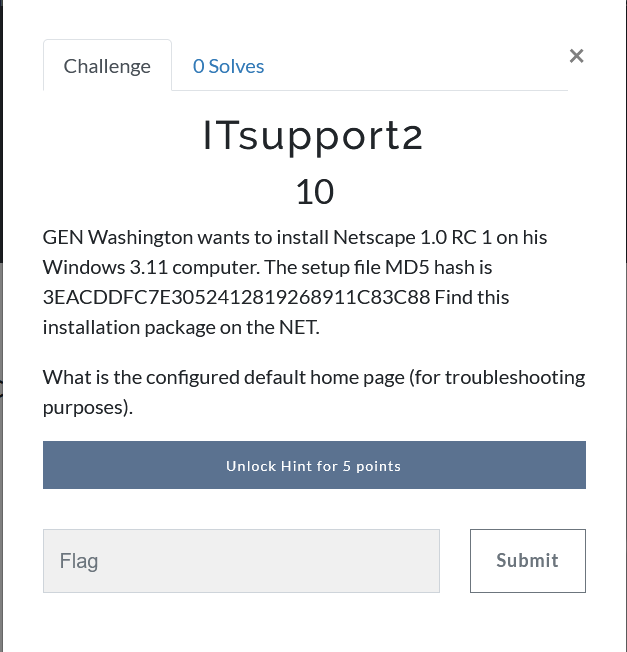 Challenge
0 Solves
×
ITsupport2
10
GEN Washington wants to install Netscape 1.0 RC 1 on his
Windows 3.11 computer. The setup file MD5 hash is
3EACDDFC7E3052412819268911C83C88 Find this
installation package on the NET.
What is the configured default home page (for troubleshooting
purposes).
Unlock Hint for 5 points
Flag
Submit